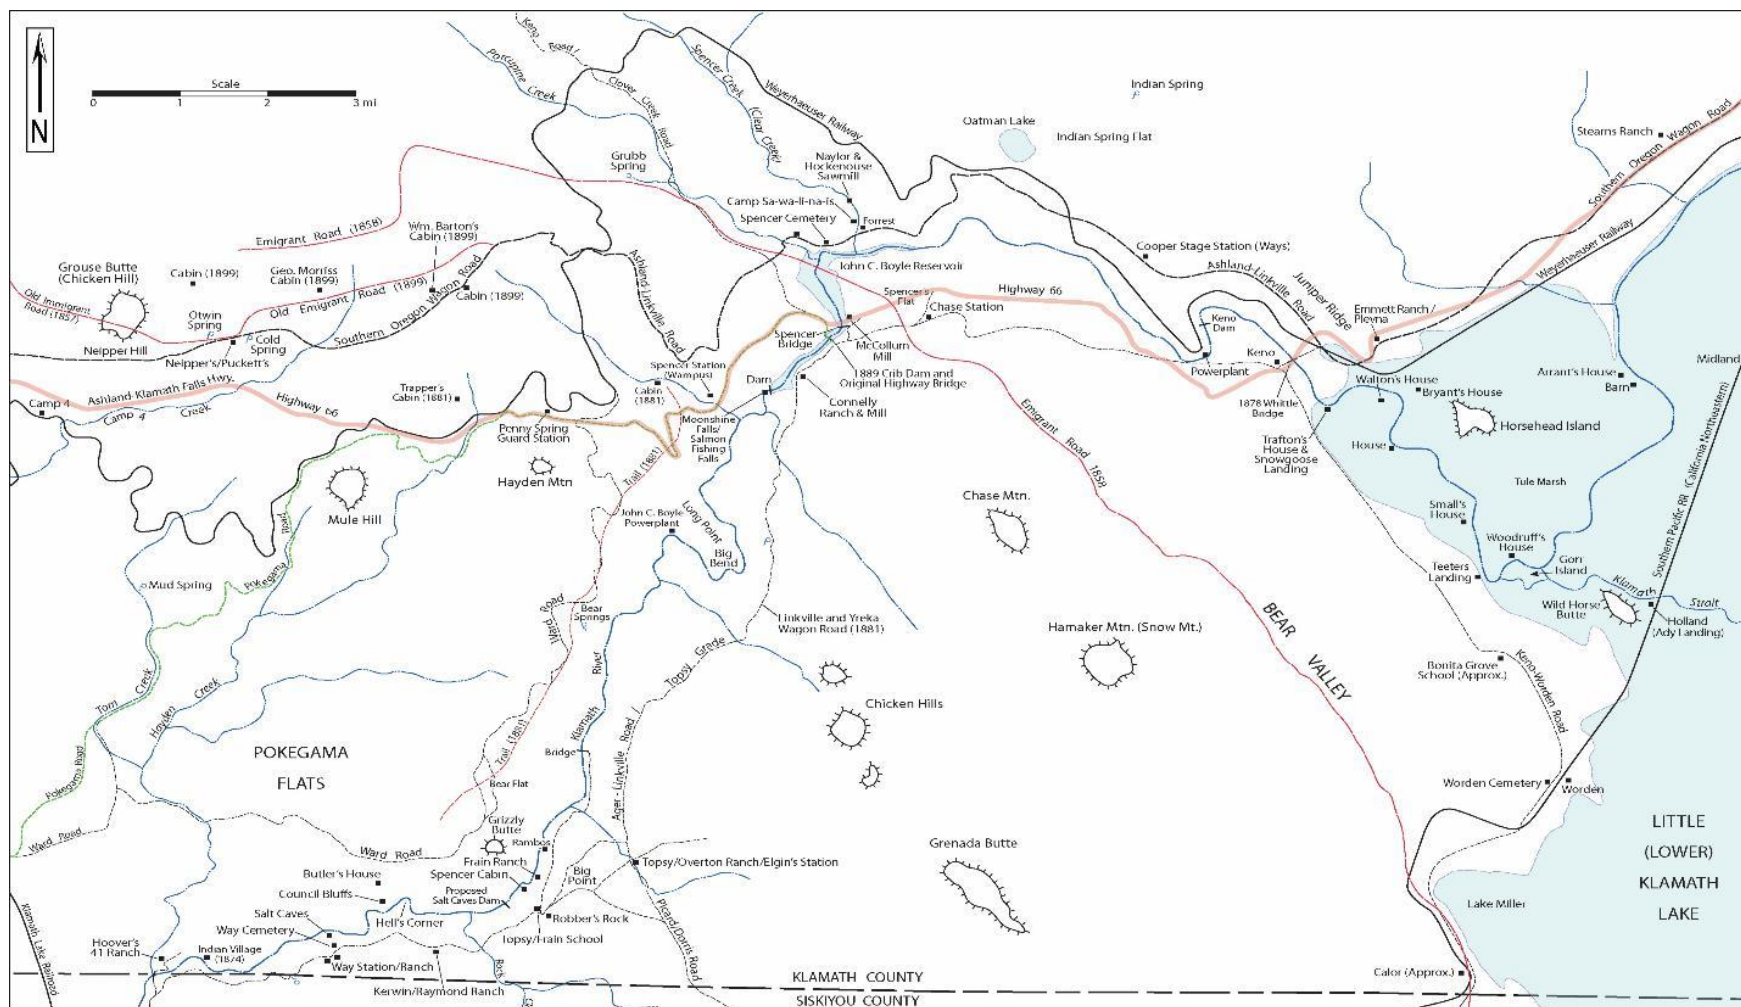 N
Scale
0 1 2 3 mi
Keno
Road /
Clover
Creek
Road
Porcupine
Creek
Spencer Creek
(Clear Creek)
Weyerhaeuser Railway
Oatman Lake
Indian Spring
Indian Spring Flat
Stearns Ranch
Southern Oregon Wagon Road
Weyerhaeuser Railway
Grubb
Spring
Naylor &
Hockenouse
Sawmill
Camp Sa-wa-li-na-is
Spencer Cemetery
Forrest
John C. Boyle Reservoir
Cooper Stage Station (Ways)
Ashland-Linkville Road
Juniper Ridge
Emigrant Road (1858)
Wm. Barton's
Cabin (1899)
Grouse Butte
(Chicken Hill)
Cabin (1899)
Geo. Morriss
Cabin (1899)
Cabin (1899)
Old Immigrant
Road (1857)
Otwin
Spring
Old Emigrant Road (1899)
Southern Oregon Wagon Road
Cold
Spring
Neipper Hill
Neipper's/Puckett's
Ashland-Linkville Road
Spencer's
Flat
Highway 66
Chase Station
Keno
Dam
Emmett Ranch/
Plevna
Spencer
Bridge
McCollum
Mill
Powerplant
Keno
1889 Crib Dam and
Original Highway Bridge
Spencer Station
(Wampus)
Dam
Connelly
Ranch & Mill
Cabin
(1881)
Trapper's
Cabin (1881)
Camp 4
Ashland-Klamath Falls Hwy.
Camp 4 Creek
Highway 66
Penny Spring
Guard Station
Moonshine
Falls/
Salmon
Fishing
Falls
1878 Whittle
Bridge
Walton's House
Bryant's House
Arrant's House
Barn
Midland
Horsehead Island
House
Trafton's
House &
Snowgoose
Landing
Hayden Mtn
Trail (1881)
Mule Hill
John C. Boyle
Powerplant
Long Point
Big
Bend
Chase Mtn.
Emigrant Road 1858
Tule Marsh
Small's
House
Woodruff's
House
Gorr
Island
Teeters
Landing
Klamath Strait
Wild Horse
Butte
Holland
(Ady Landing)
Southern Pacific RR (California Northeastern)
Mud Spring
Pokegama
Road
Bear
Springs
Ward Road
Linkville and Yreka
Wagon Road (1881)
Hamaker Mtn. (Snow Mt.)
BEAR
VALLEY
Bonita Grove
School (Approx.)
Keno-Worden Road
Tom Creek
Hayden Creek
Klamath River
Topsy Grade
Ager - Linkville Road /
Chicken Hills
POKEGAMA
FLATS
Trail (1881)
Bridge
Bear Flat
Pokegama Road
Worden Cemetery
Worden
Ward Road
Grizzly
Butte
Ward Road
Rambos
Frain Ranch
Spencer Cabin
Big
Point
Topsy/Overton Ranch/Elgin's Station
Grenada Butte
LITTLE
(LOWER)
KLAMATH
LAKE
Butler's House
Council Bluffs
Proposed
Salt Caves Dam
Salt Caves
Hell's Corner
Robber's Rock
Picard/Dorris Road
Lake Miller
Way Cemetery
Topsy/Frain School
Hoover's
41 Ranch
Indian Village
(1874)
Way Station/Ranch
Rock
Kerwin/Raymond Ranch
Klamath Lake Railroad
Calor (Approx.)
KLAMATH COUNTY
SISKIYOU COUNTY